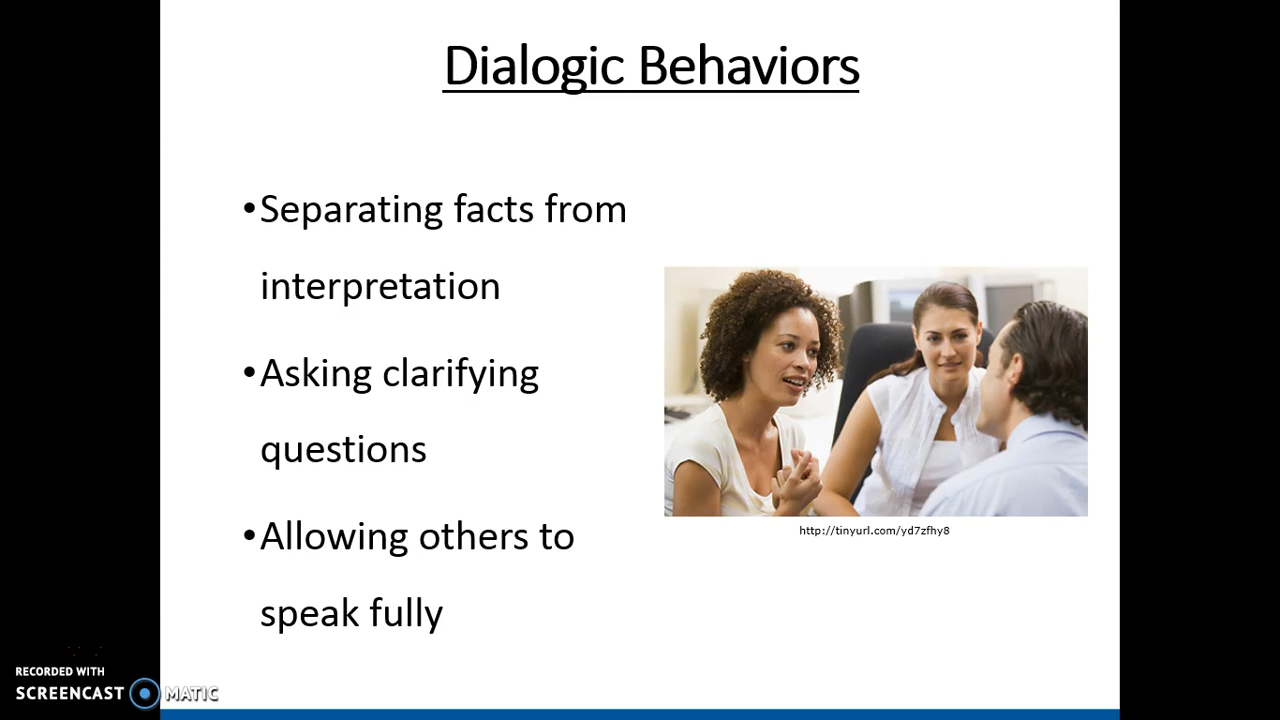 Dialogic Behaviors
•Separating facts from
interpretation
•Asking clarifying
questions
•Allowing others to
speak fully
http://tinyurl.com/yd7zfhy8
RECORDED WITH
SCREENCAST MATIC